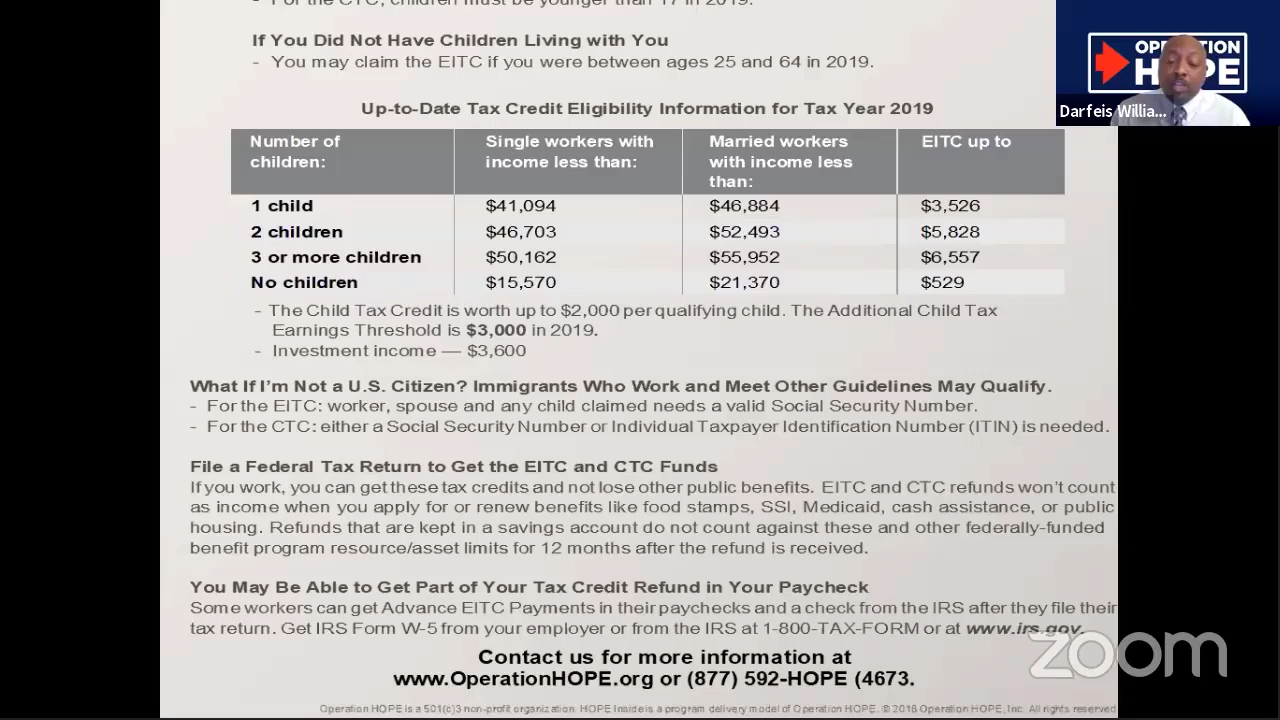 - For the CTC, children must be younger than 17 in 2019.
If You Did Not Have Children Living with You
- You may claim the EITC if you were between ages 25 and 64 in 2019.
Up-to-Date Tax Credit Eligibility Information for Tax Year 2019
Number of children: Single workers with income less than: Married workers with income less than: EITC up to
1 child $41,094 $46,884 $3,526
2 children $46,703 $52,493 $5,828
3 or more children $50,162 $55,952 $6,557
No children $15,570 $21,370 $529
- The Child Tax Credit is worth up to $2,000 per qualifying child. The Additional Child Tax
Earnings Threshold is $3,000 in 2019.
- Investment income — $3,600
What If I'm Not a U.S. Citizen? Immigrants Who Work and Meet Other Guidelines May Qualify.
- For the EITC: worker, spouse and any child claimed needs a valid Social Security Number.
- For the CTC: either a Social Security Number or Individual Taxpayer Identification Number (ITIN) is needed.
File a Federal Tax Return to Get the EITC and CTC Funds
If you work, you can get these tax credits and not lose other public benefits. EITC and CTC refunds won't count
as income when you apply for or renew benefits like food stamps, SSI, Medicaid, cash assistance, or public
housing. Refunds that are kept in a savings account do not count against these and other federally-funded
benefit program resource/asset limits for 12 months after the refund is received.
You May Be Able to Get Part of Your Tax Credit Refund in Your Paycheck
Some workers can get Advance EITC Payments in their paychecks and a check from the IRS after they file their
tax return. Get IRS Form W-5 from your employer or from the IRS at 1-800-TAX-FORM or at www.irs.gov.
Contact us for more information at
www.OperationHOPE.org or (877) 592-HOPE (4673.
Operation HOPE is a 501(c)3 non-profit organization. HOPE Inside is a program delivery model of Operation HOPE. © 2016 Operation HOPE, Inc. All rights reserved
Darfeis Willia...
zoom